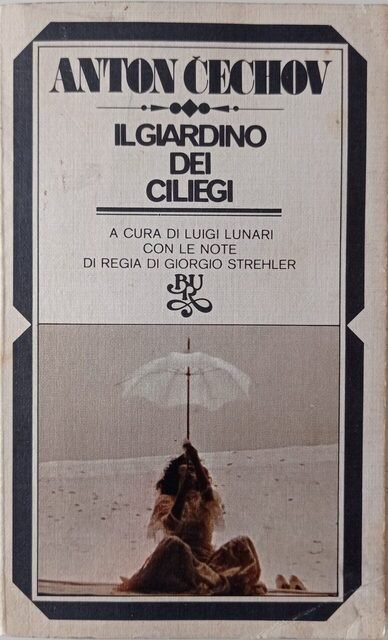 ANTON ČECHOV
IL GIARDINO
DEI
CILIEGI
A CURA DI LUIGI LUNARI
CON LE NOTE
DI REGIA DI GIORGIO STREHLER
BUR